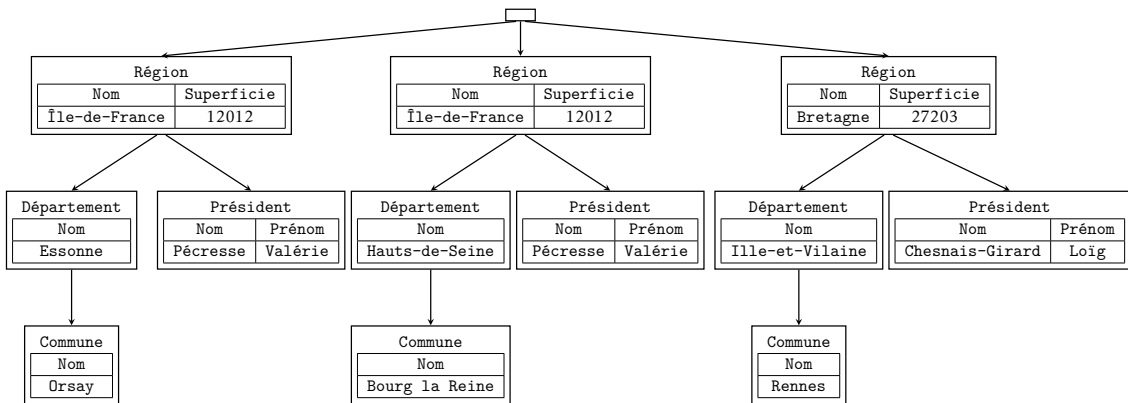 Région
Nom Superficie
Île-de-France 12012
Région
Nom Superficie
Île-de-France 12012
Région
Nom Superficie
Bretagne 27203
Département
Nom
Essonne
Président
Nom Prénom
Pécresse Valérie
Département
Nom
Hauts-de-Seine
Président
Nom Prénom
Pécresse Valérie
Département
Nom
Ille-et-Vilaine
Président
Nom Prénom
Chesnais-Girard Loïg
Commune
Nom
Orsay
Commune
Nom
Bourg la Reine
Commune
Nom
Rennes